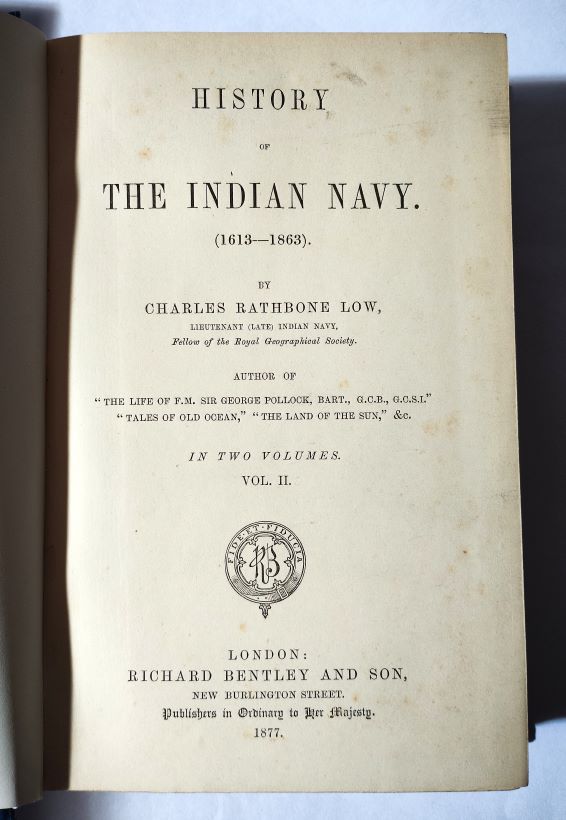 HISTORY
OF
THE INDIAN NAVY.
(1613—1863).
BY
CHARLES RATHBONE LOW,
LIEUTENANT (LATE) INDIAN NAVY,
Fellow of the Royal Geographical Society.
AUTHOR OF
"THE LIFE OF F.M. SIR GEORGE POLLOCK, BART., G.C.B., G.C.S.I."
"TALES OF OLD OCEAN," "THE LAND OF THE SUN," &c.
IN TWO VOLUMES.
VOL. II.
FIDE·ET·FIDUCIA
RB
LONDON:
RICHARD BENTLEY AND SON,
NEW BURLINGTON STREET.
Publishers in Ordinary to Her Majesty.
1877.